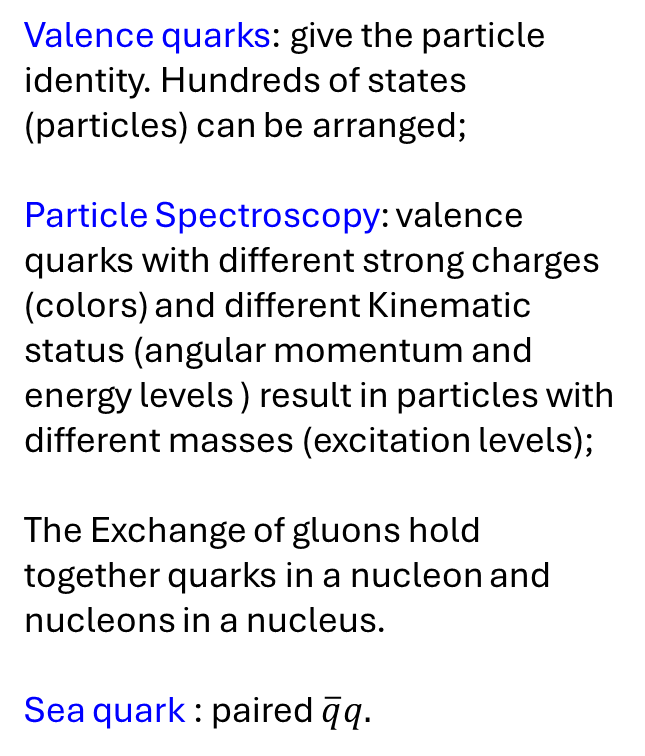 Valence quarks: give the particle
identity. Hundreds of states
(particles) can be arranged;
Particle Spectroscopy: valence
quarks with different strong charges
(colors) and different Kinematic
status (angular momentum and
energy levels ) result in particles with
different masses (excitation levels);
The Exchange of gluons hold
together quarks in a nucleon and
nucleons in a nucleus.
Sea quark : paired q̅q.